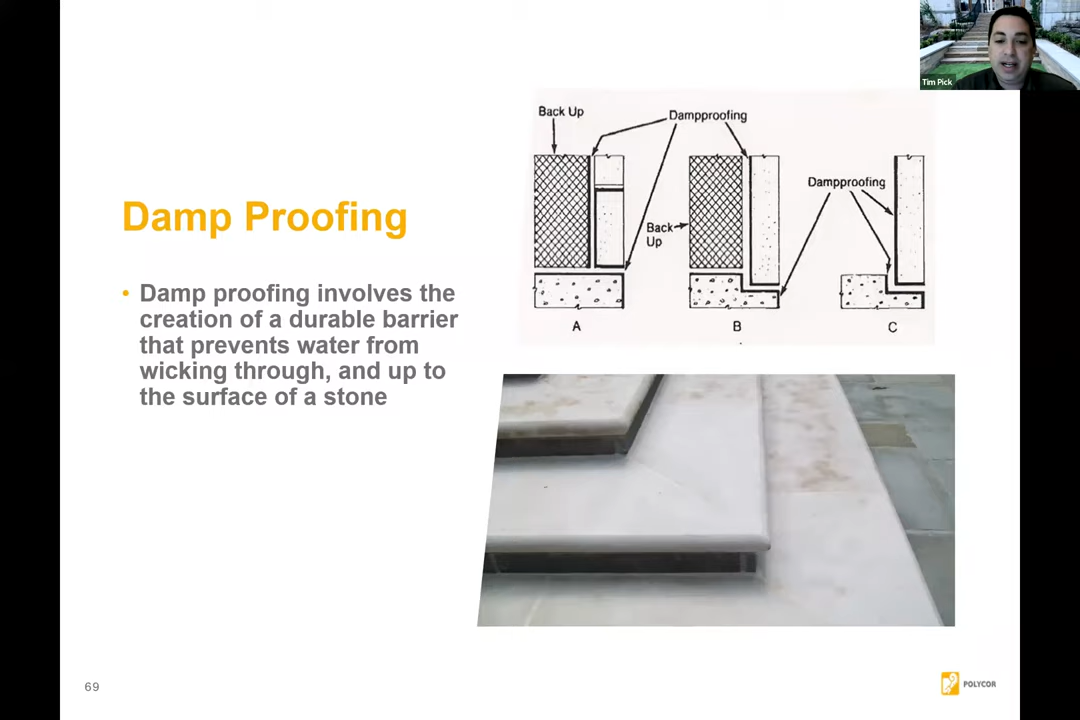 Tim Pick
Back Up
Dampproofing
Dampproofing
Back
Up
A
B
C
Damp Proofing
• Damp proofing involves the
creation of a durable barrier
that prevents water from
wicking through, and up to
the surface of a stone
69
POLYCOR